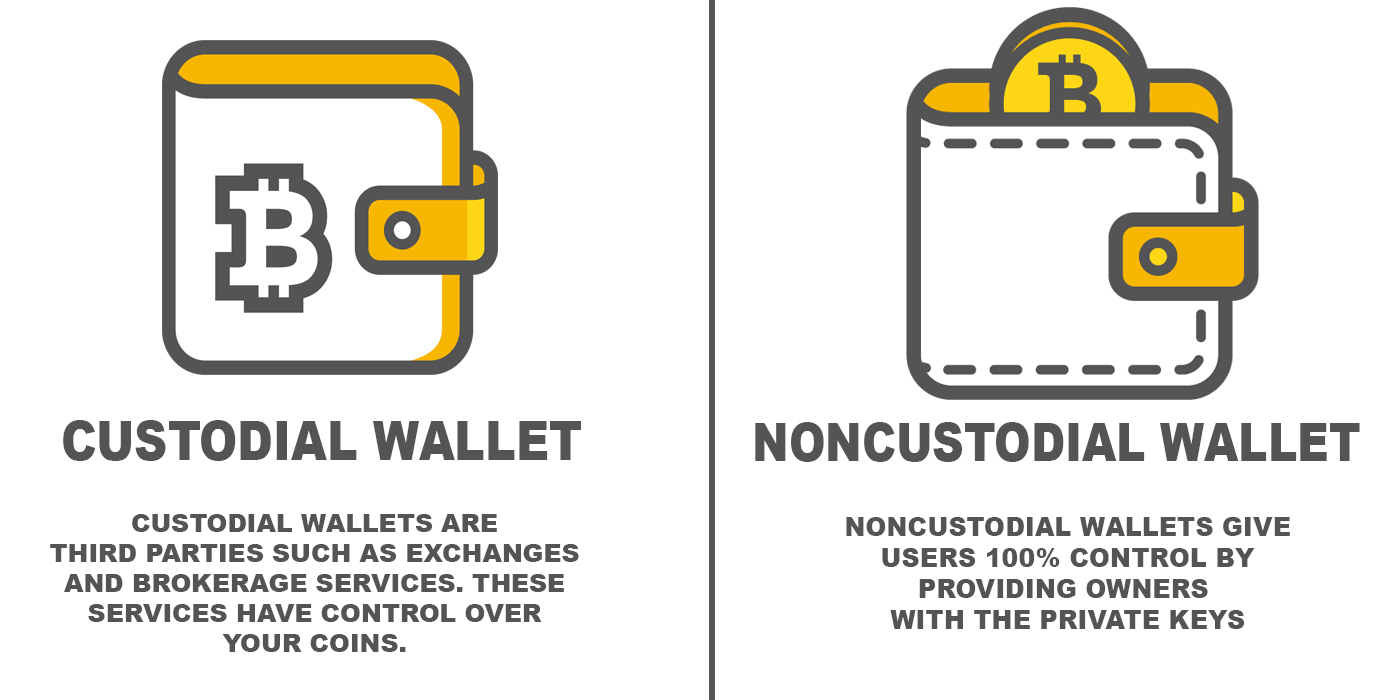 CUSTODIAL WALLET
CUSTODIAL WALLETS ARE
THIRD PARTIES SUCH AS EXCHANGES
AND BROKERAGE SERVICES. THESE
SERVICES HAVE CONTROL OVER
YOUR COINS.
NONCUSTODIAL WALLET
NONCUSTODIAL WALLETS GIVE
USERS 100% CONTROL BY
PROVIDING OWNERS
WITH THE PRIVATE KEYS